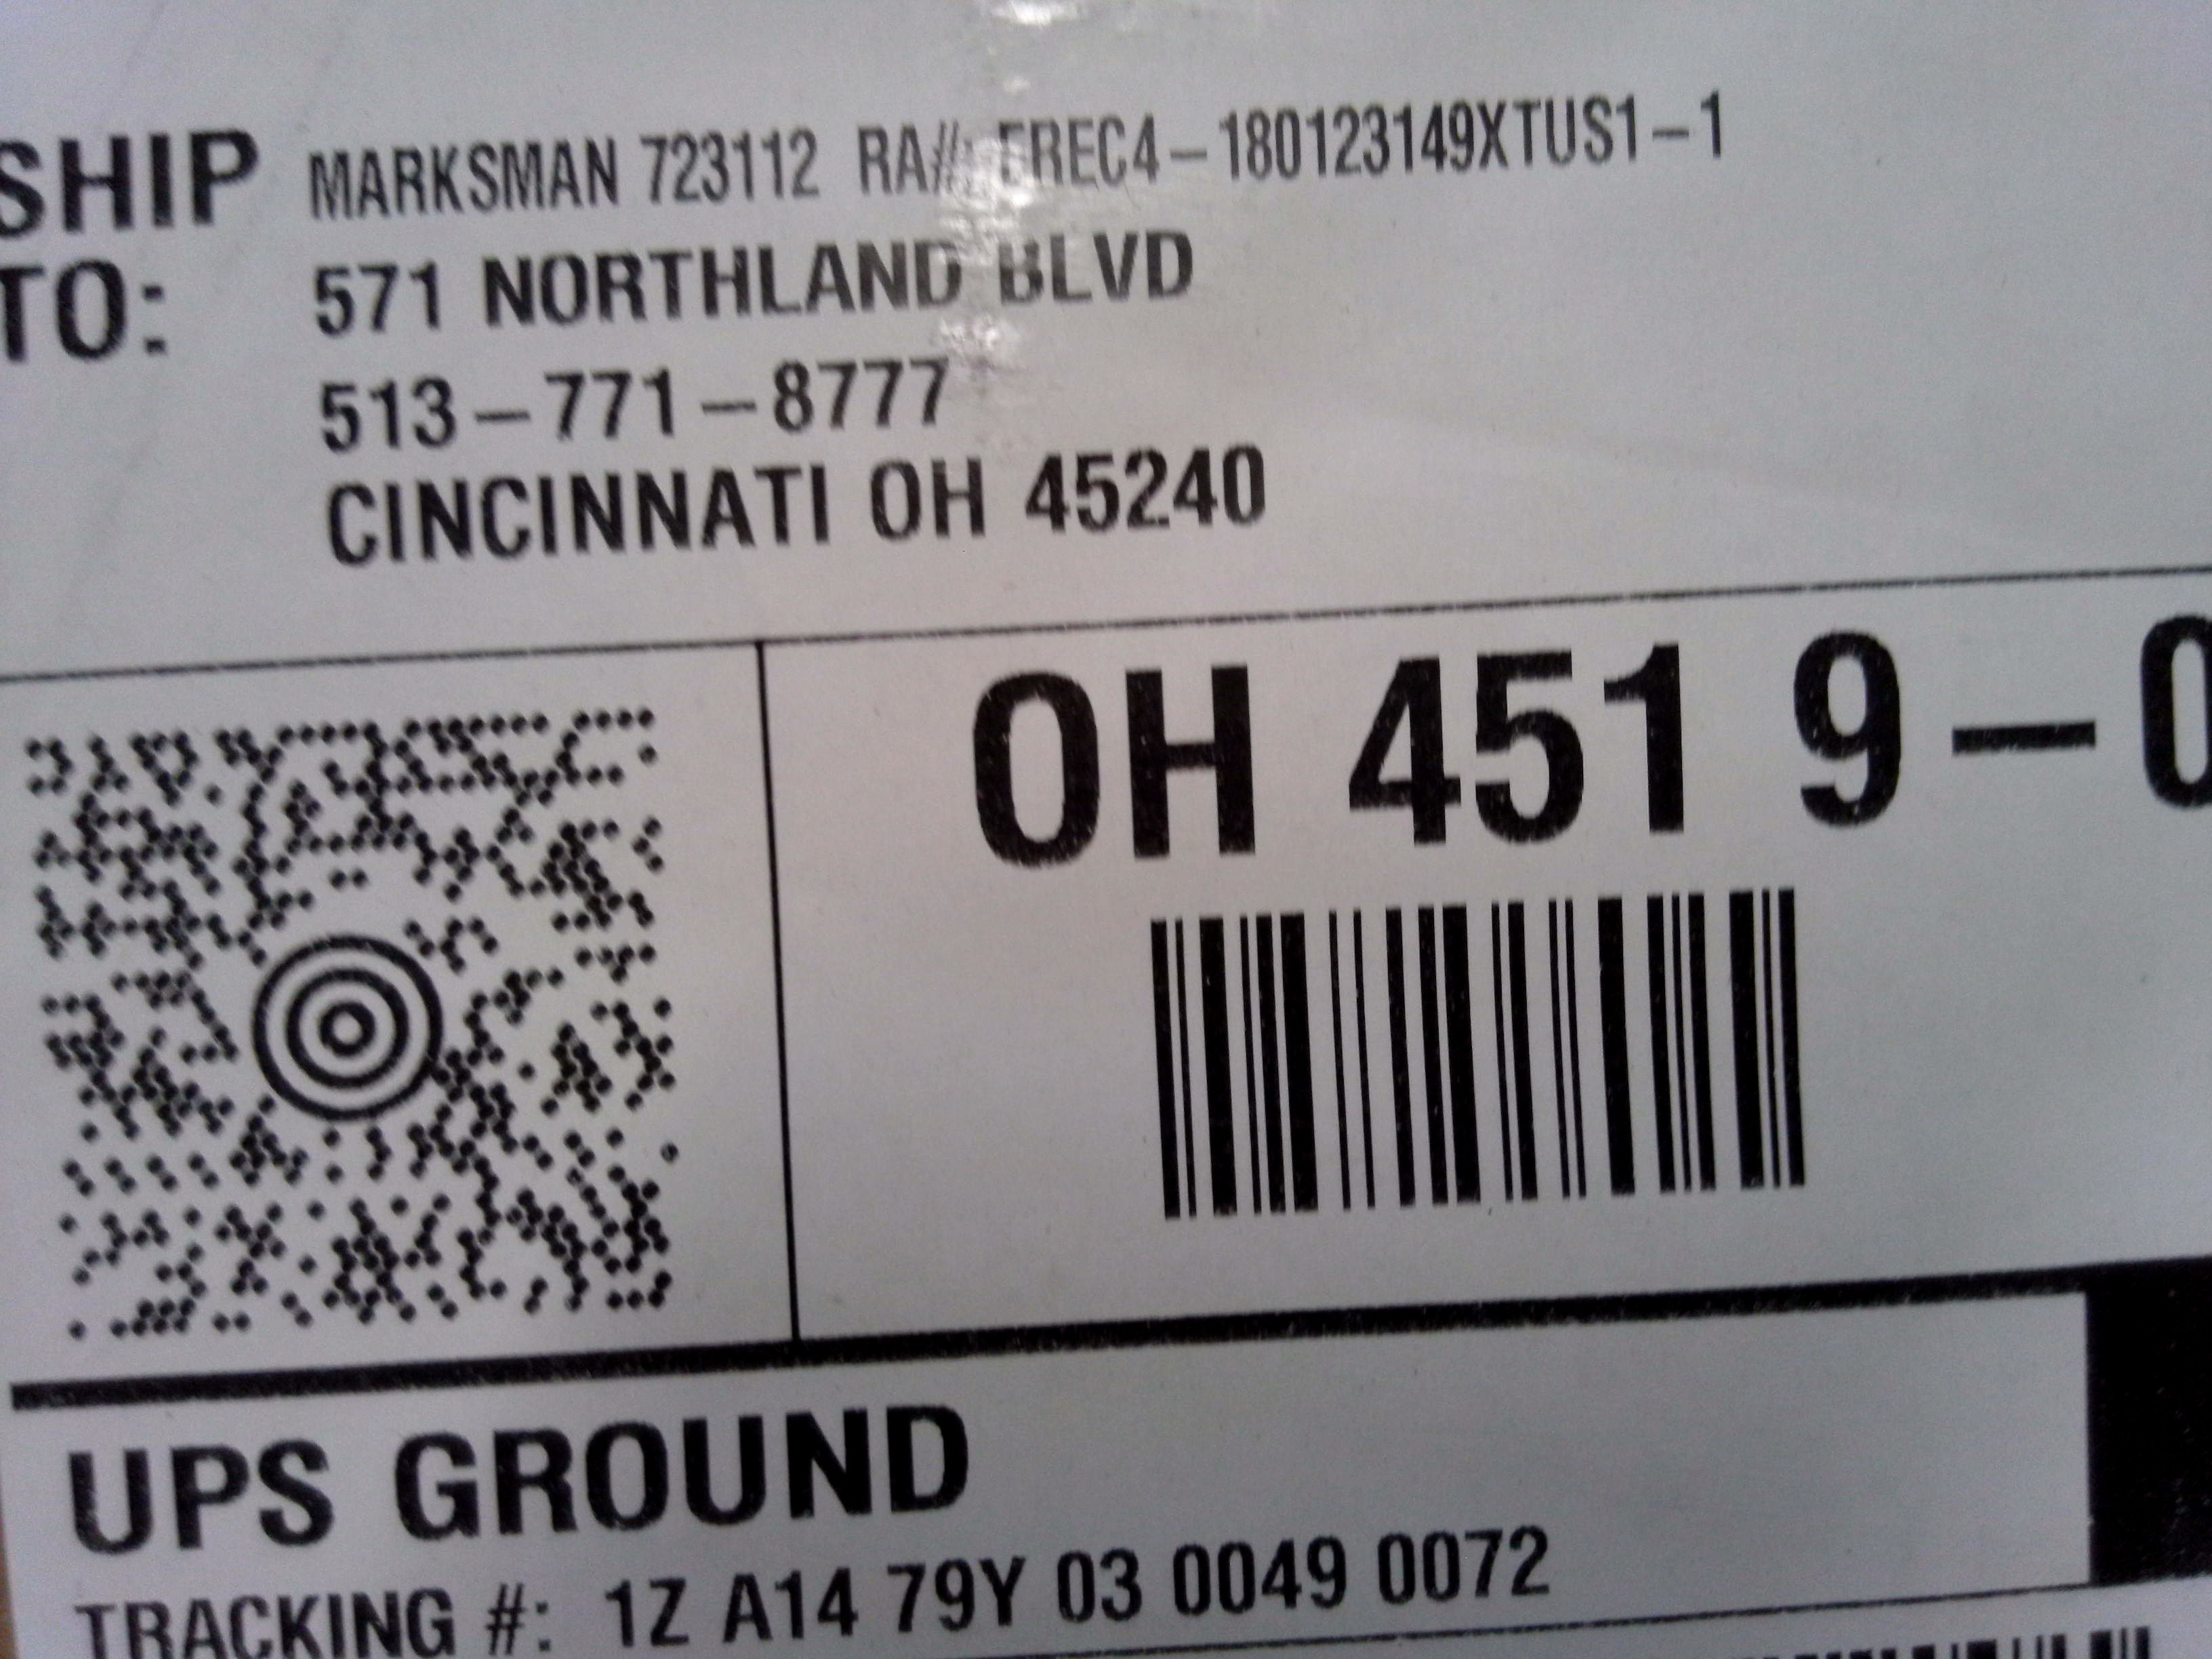 SHIP MARKSMAN 723112 RA#: EREC4-180123149XTUS1-1
TO: 571 NORTHLAND BLVD
513-771-8777
CINCINNATI OH 45240
OH 451 9-0
UPS GROUND
TRACKING #: 1Z A14 79Y 03 0049 0072